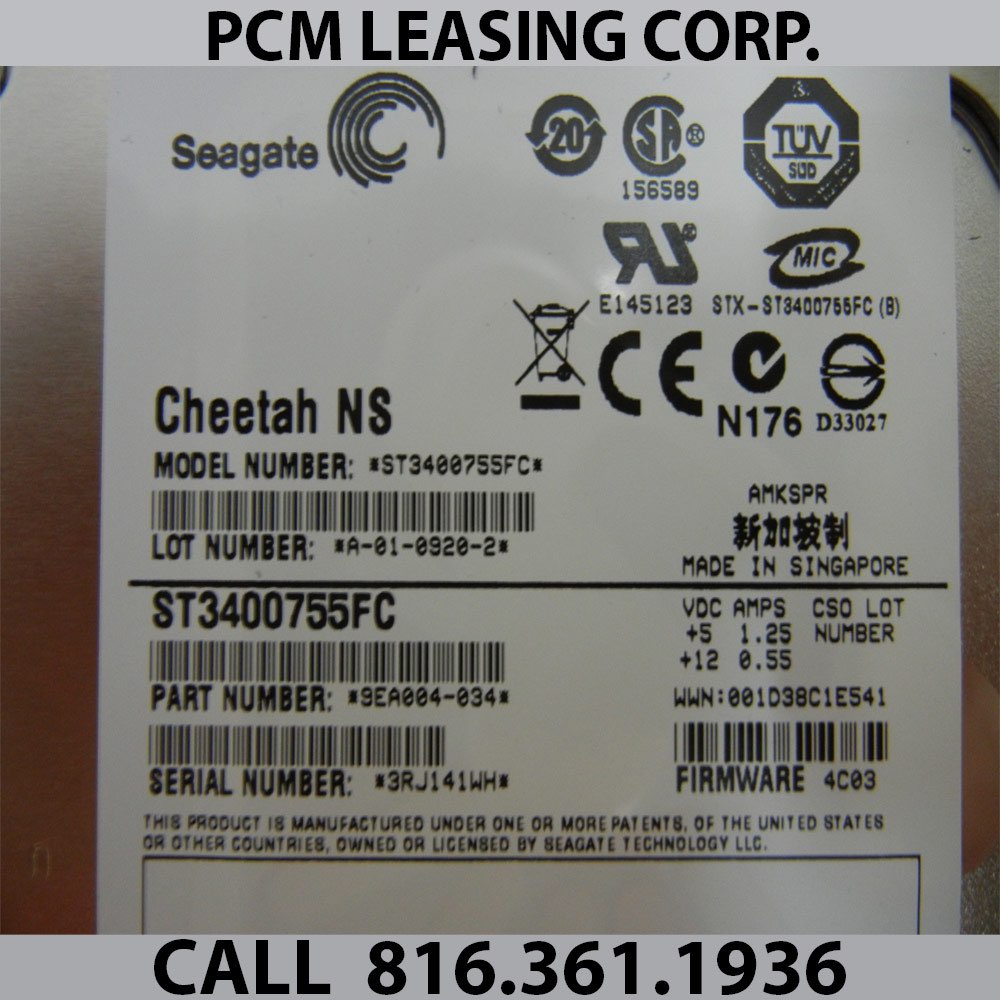 PCM LEASING CORP.
Seagate
20
SA ®
156589
TÜV
SÜD
E145123
MIC
STX-ST3400755FC (B)
CE
N176
D33027
Cheetah NS
MODEL NUMBER: *ST3400755FC*
LOT NUMBER: *A-01-0920-2*
AMKSPR
新加坡制
MADE IN SINGAPORE
ST3400755FC
PART NUMBER: *9EA004-034*
SERIAL NUMBER: *3RJ141WH*
VDC AMPS CSO LOT
+5 1.25 NUMBER
+12 0.55
WWN:001D38C1E541
FIRMWARE 4C03
THIS PRODUCT IS MANUFACTURED UNDER ONE OR MORE PATENTS, OF THE UNITED STATES
OR OTHER COUNTRIES, OWNED OR LICENSED BY SEAGATE TECHNOLOGY LLC.
CALL 816.361.1936